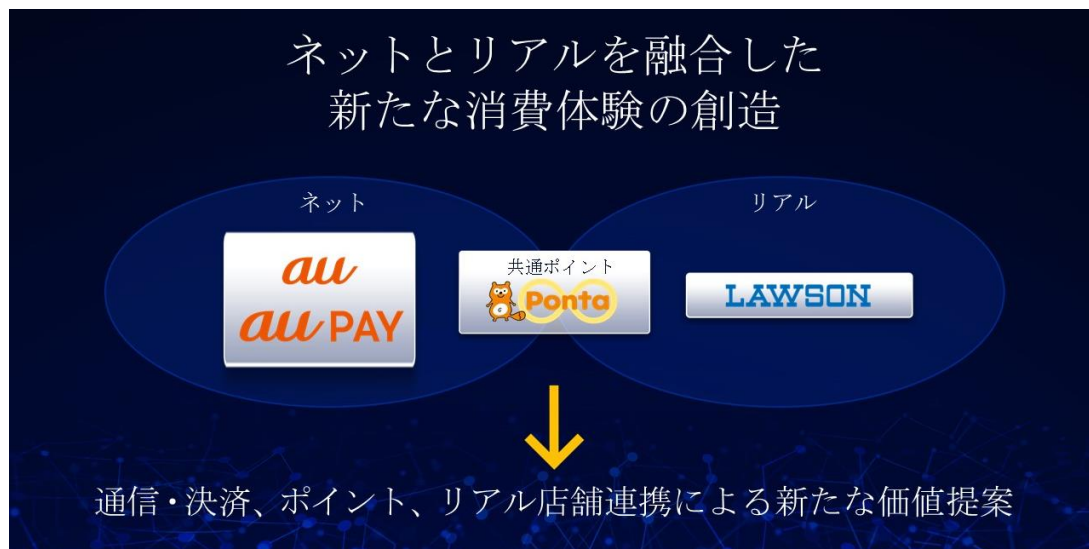 ネットとリアルを融合した
新たな消費体験の創造
ネット
リアル
au
au PAY
共通ポイント
Ponta
LAWSON
通信・決済、ポイント、リアル店舗連携による新たな価値提案